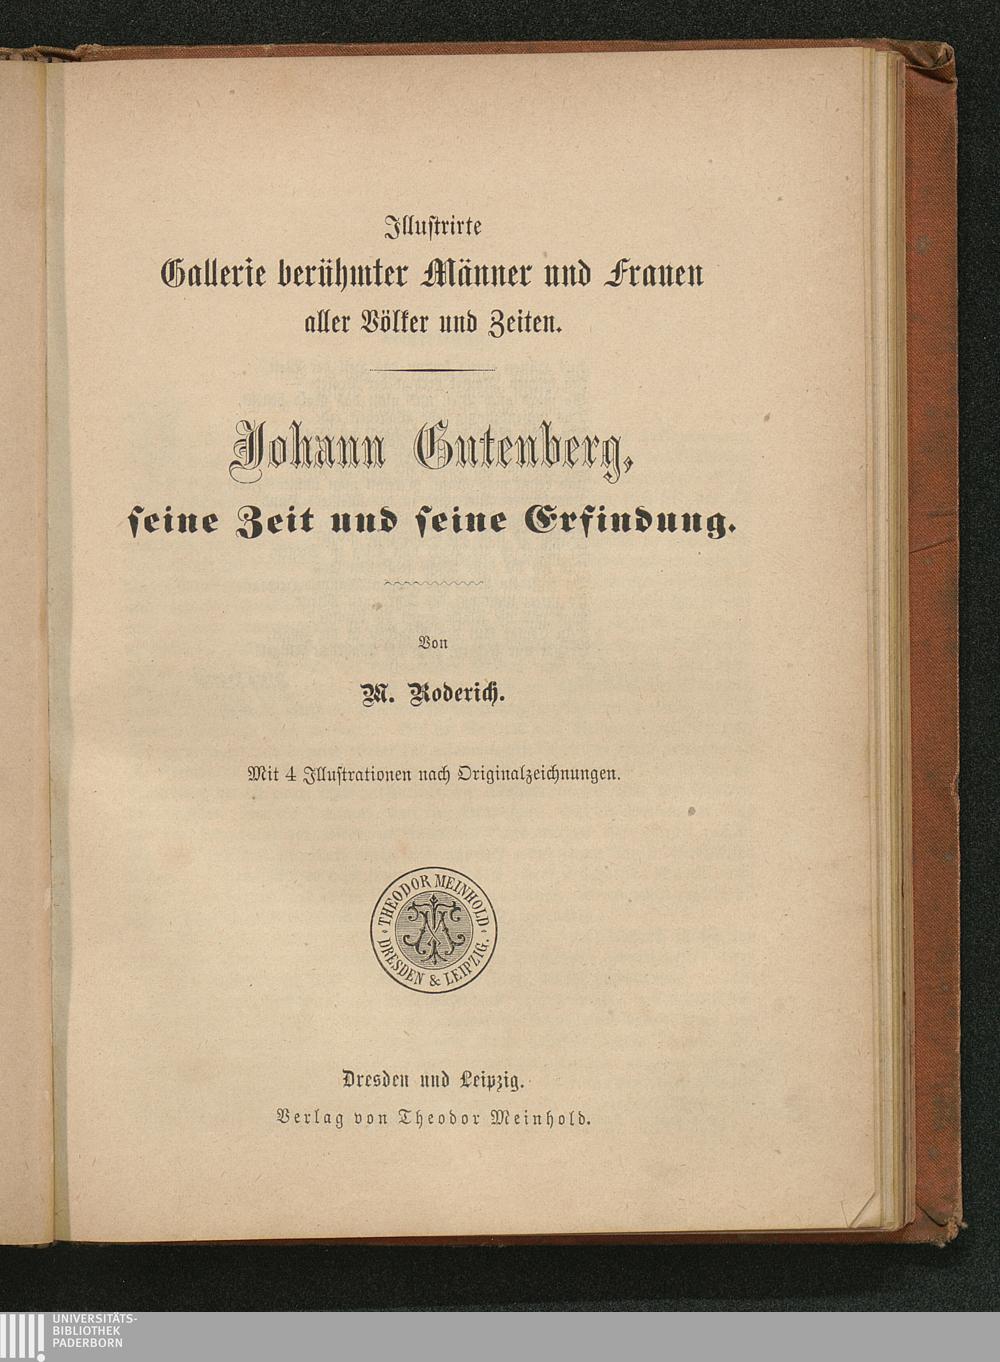 Illustrirte
Gallerie berühmter Männer und Frauen
aller Völker und Zeiten.
Johann Gutenberg,
seine Zeit und seine Erfindung.
Von
M. Roderich.
Mit 4 Illustrationen nach Originalzeichnungen.
THEODOR MEINHOLD
DRESDEN & LEIPZIG.
Dresden und Leipzig.
Verlag von Theodor Meinhold.
UNIVERSITÄTS-
BIBLIOTHEK
PADERBORN